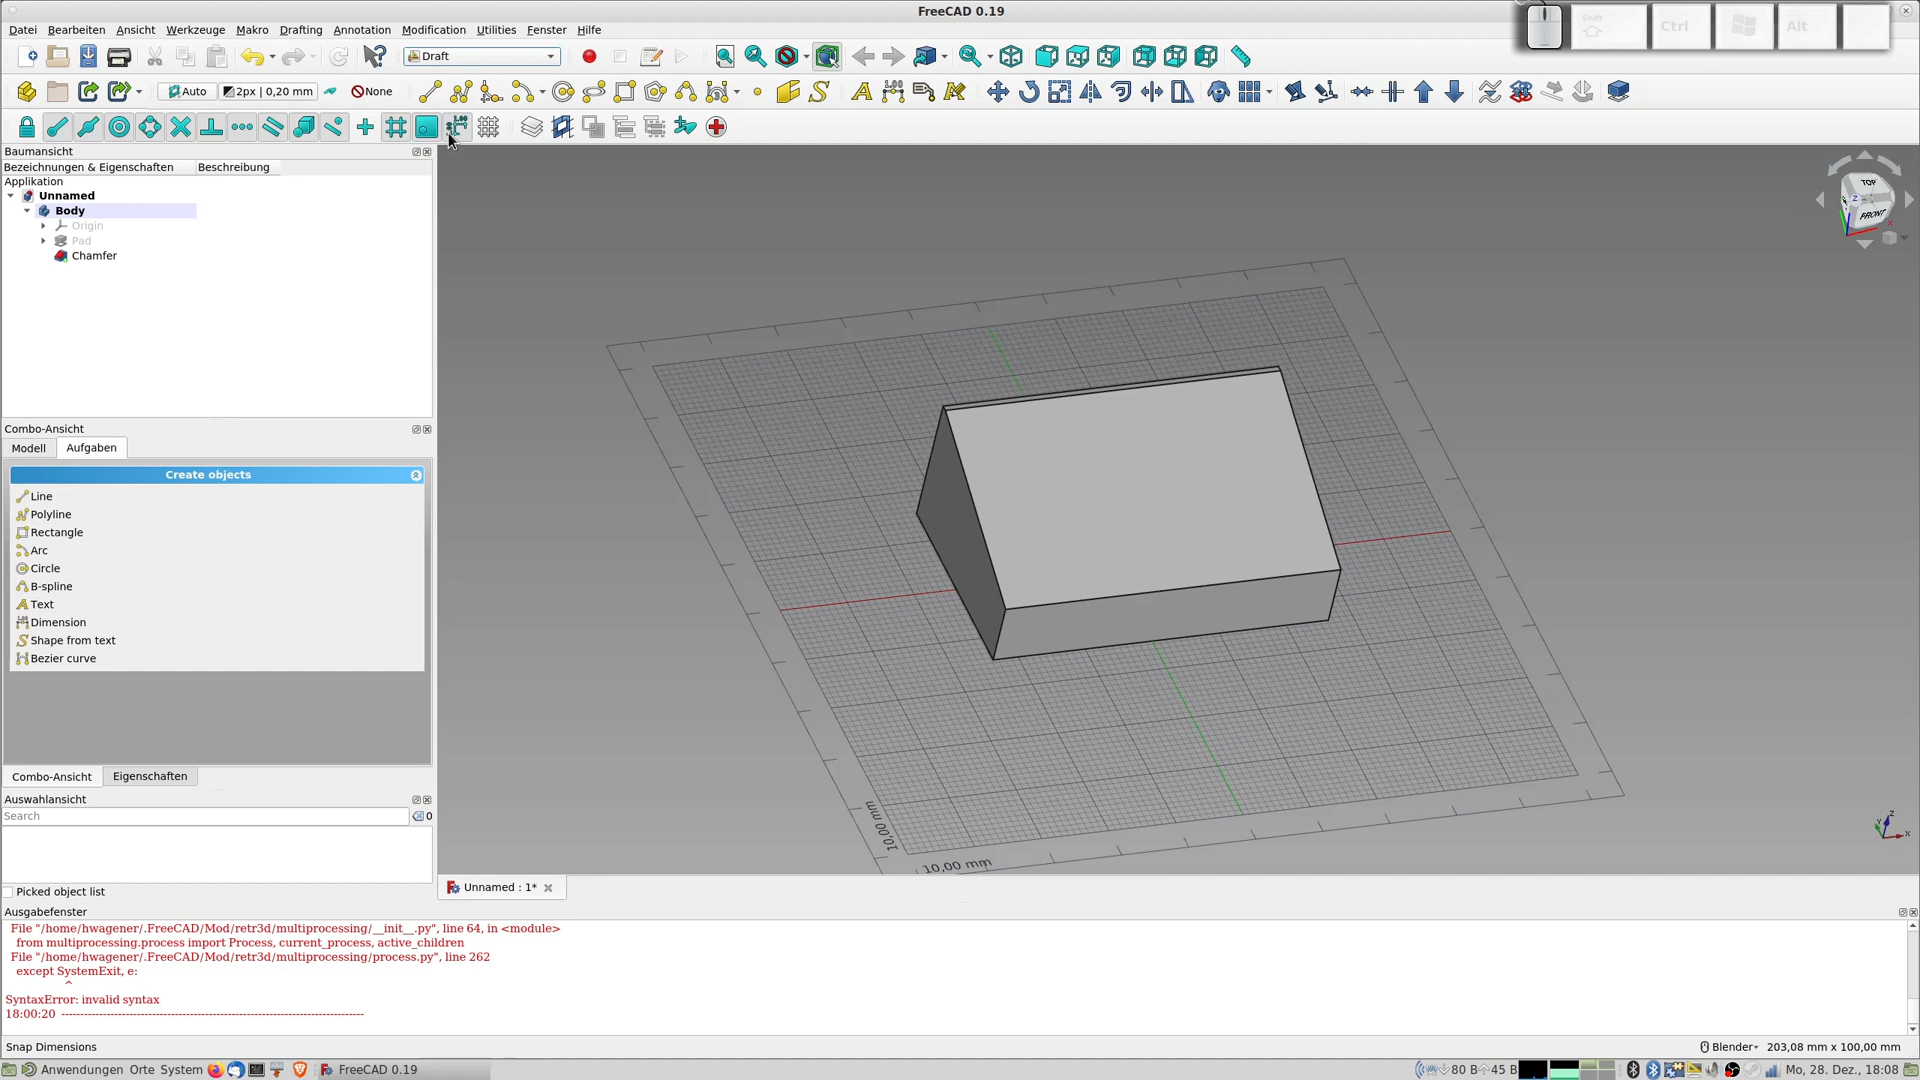 FreeCAD 0.19
Datei Bearbeiten Ansicht Werkzeuge Makro Drafting Annotation Modification Utilities Fenster Hilfe
Shift
Ctrl
Alt
Draft
Auto
2px | 0,20 mm
None
Baumansicht
Bezeichnungen & Eigenschaften
Beschreibung
Applikation
Unnamed
Body
Origin
Pad
Chamfer
Combo-Ansicht
Modell
Aufgaben
Create objects
Line
Polyline
Rectangle
Arc
Circle
B-spline
Text
Dimension
Shape from text
Bezier curve
Combo-Ansicht
Eigenschaften
Auswahlansicht
Search
0
Picked object list
TOP
FRONT
Z
X
10,00 mm
10,00 mm
Z
Y
X
Unnamed : 1*
Ausgabefenster
File "/home/hwagener/.FreeCAD/Mod/retr3d/multiprocessing/__init__.py", line 64, in <module>
from multiprocessing.process import Process, current_process, active_children
File "/home/hwagener/.FreeCAD/Mod/retr3d/multiprocessing/process.py", line 262
except SystemExit, e:
^
SyntaxError: invalid syntax
18:00:20 --------------------------------------------------------------------------------
Snap Dimensions
Blender
203,08 mm x 100,00 mm
Anwendungen Orte System
FreeCAD 0.19
80 B 45 B
Mo, 28. Dez., 18:08